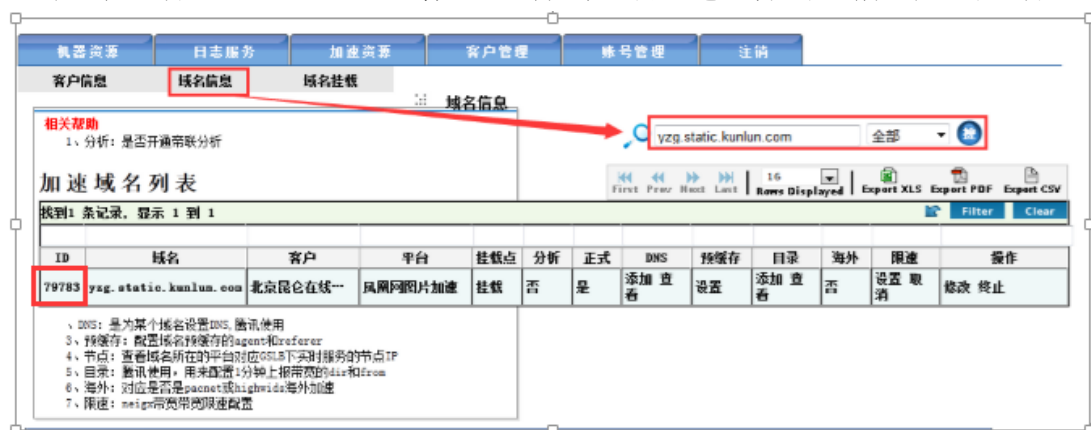 机器资源 日志服务 加速资源 客户管理 账号管理 注销
客户信息 域名信息 域名挂载
域名信息
相关帮助
1、分析: 是否开通帝联分析
yzg.static.kunlun.com 全部 搜
加速域名列表
First Prev Next Last 16 Rows Displayed Export XLS Export PDF Export CSV
找到1 条记录, 显示 1 到 1
Filter Clear
ID 域名 客户 平台 挂载点 分析 正式 DNS 预缓存 目录 海外 限速 操作
79783 yzg.static.kunlun.com 北京昆仑在线… 凤凰网图片加速 挂载 否 是 添加 查看 设置 添加 查看 否 设置 取消 修改 终止
、DNS: 是为某个域名设置DNS,腾讯使用
3、预缓存: 配置域名预缓存的agent和referer
4、节点: 查看域名所在的平台对应GSLB下实时服务的节点IP
5、目录: 腾讯使用, 用来配置1分钟上报带宽的dir和from
6、海外: 对应是否是pacnet或highwids海外加速
7、限速: neigx带宽带宽限速配置